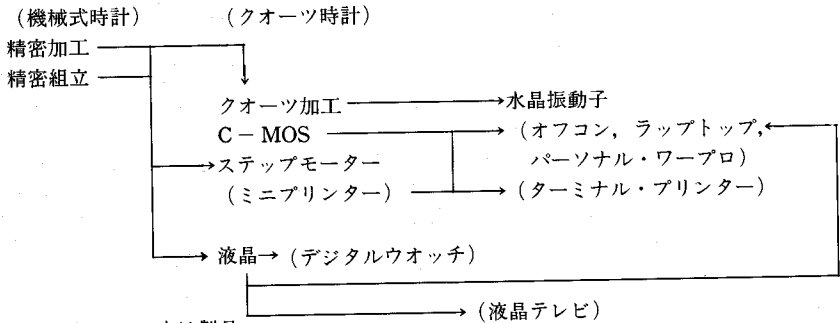 （機械式時計）　（クオーツ時計）
精密加工
精密組立
クオーツ加工　水晶振動子
C－MOS　（オフコン，ラップトップ，
パーソナル・ワープロ）
ステップモーター
（ミニプリンター）　（ターミナル・プリンター）
液晶→（デジタルウオッチ）
（液晶テレビ）